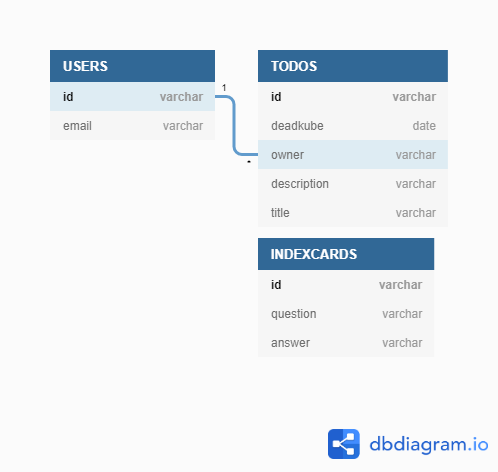 USERS
id varchar
email varchar
1
*
TODOS
id varchar
deadkube date
owner varchar
description varchar
title varchar
INDEXCARDS
id varchar
question varchar
answer varchar
dbdiagram.io